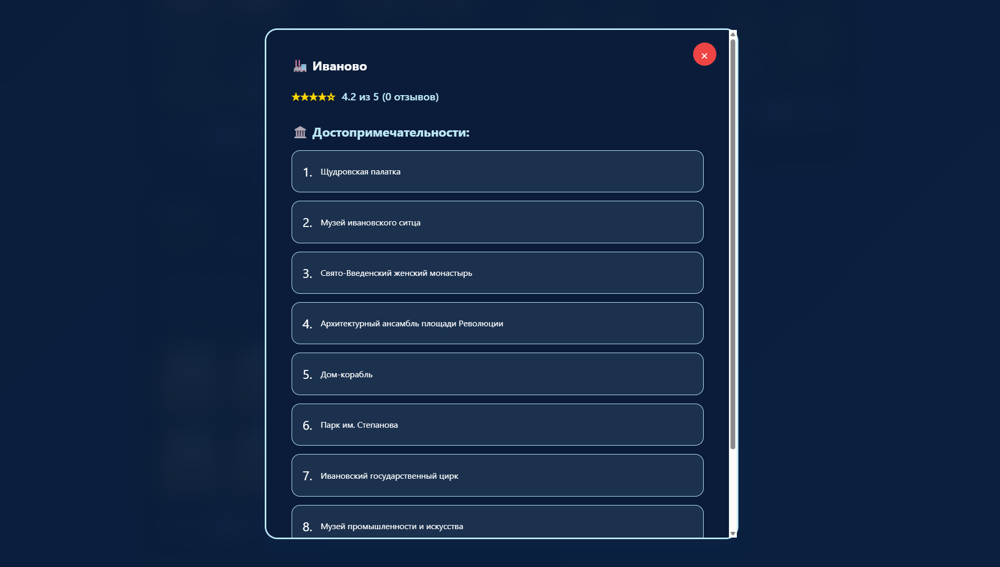 Иваново
★★★★☆ 4.2 из 5 (0 отзывов)
Достопримечательности:
1. Щудровская палатка
2. Музей ивановского ситца
3. Свято-Введенский женский монастырь
4. Архитектурный ансамбль площади Революции
5. Дом-корабль
6. Парк им. Степанова
7. Ивановский государственный цирк
8. Музей промышленности и искусства